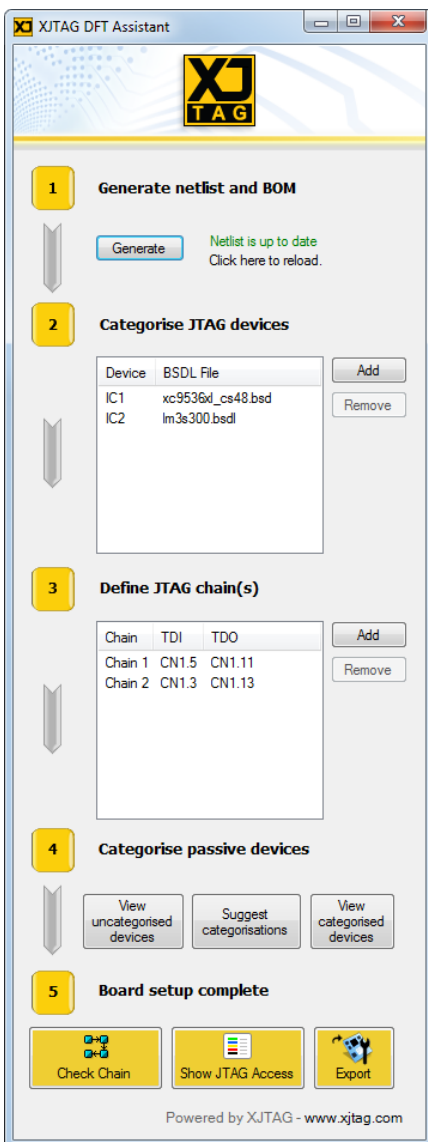 XJTAG DFT Assistant
XJ
TAG
1 Generate netlist and BOM
Generate
Netlist is up to date
Click here to reload.
2 Categorise JTAG devices
Device BSDL File
IC1 xc9536xl_cs48.bsd
IC2 lm3s300.bsdl
Add
Remove
3 Define JTAG chain(s)
Chain TDI TDO
Chain 1 CN1.5 CN1.11
Chain 2 CN1.3 CN1.13
Add
Remove
4 Categorise passive devices
View
uncategorised
devices
Suggest
categorisations
View
categorised
devices
5 Board setup complete
Check Chain
Show JTAG Access
Export
Powered by XJTAG - www.xjtag.com